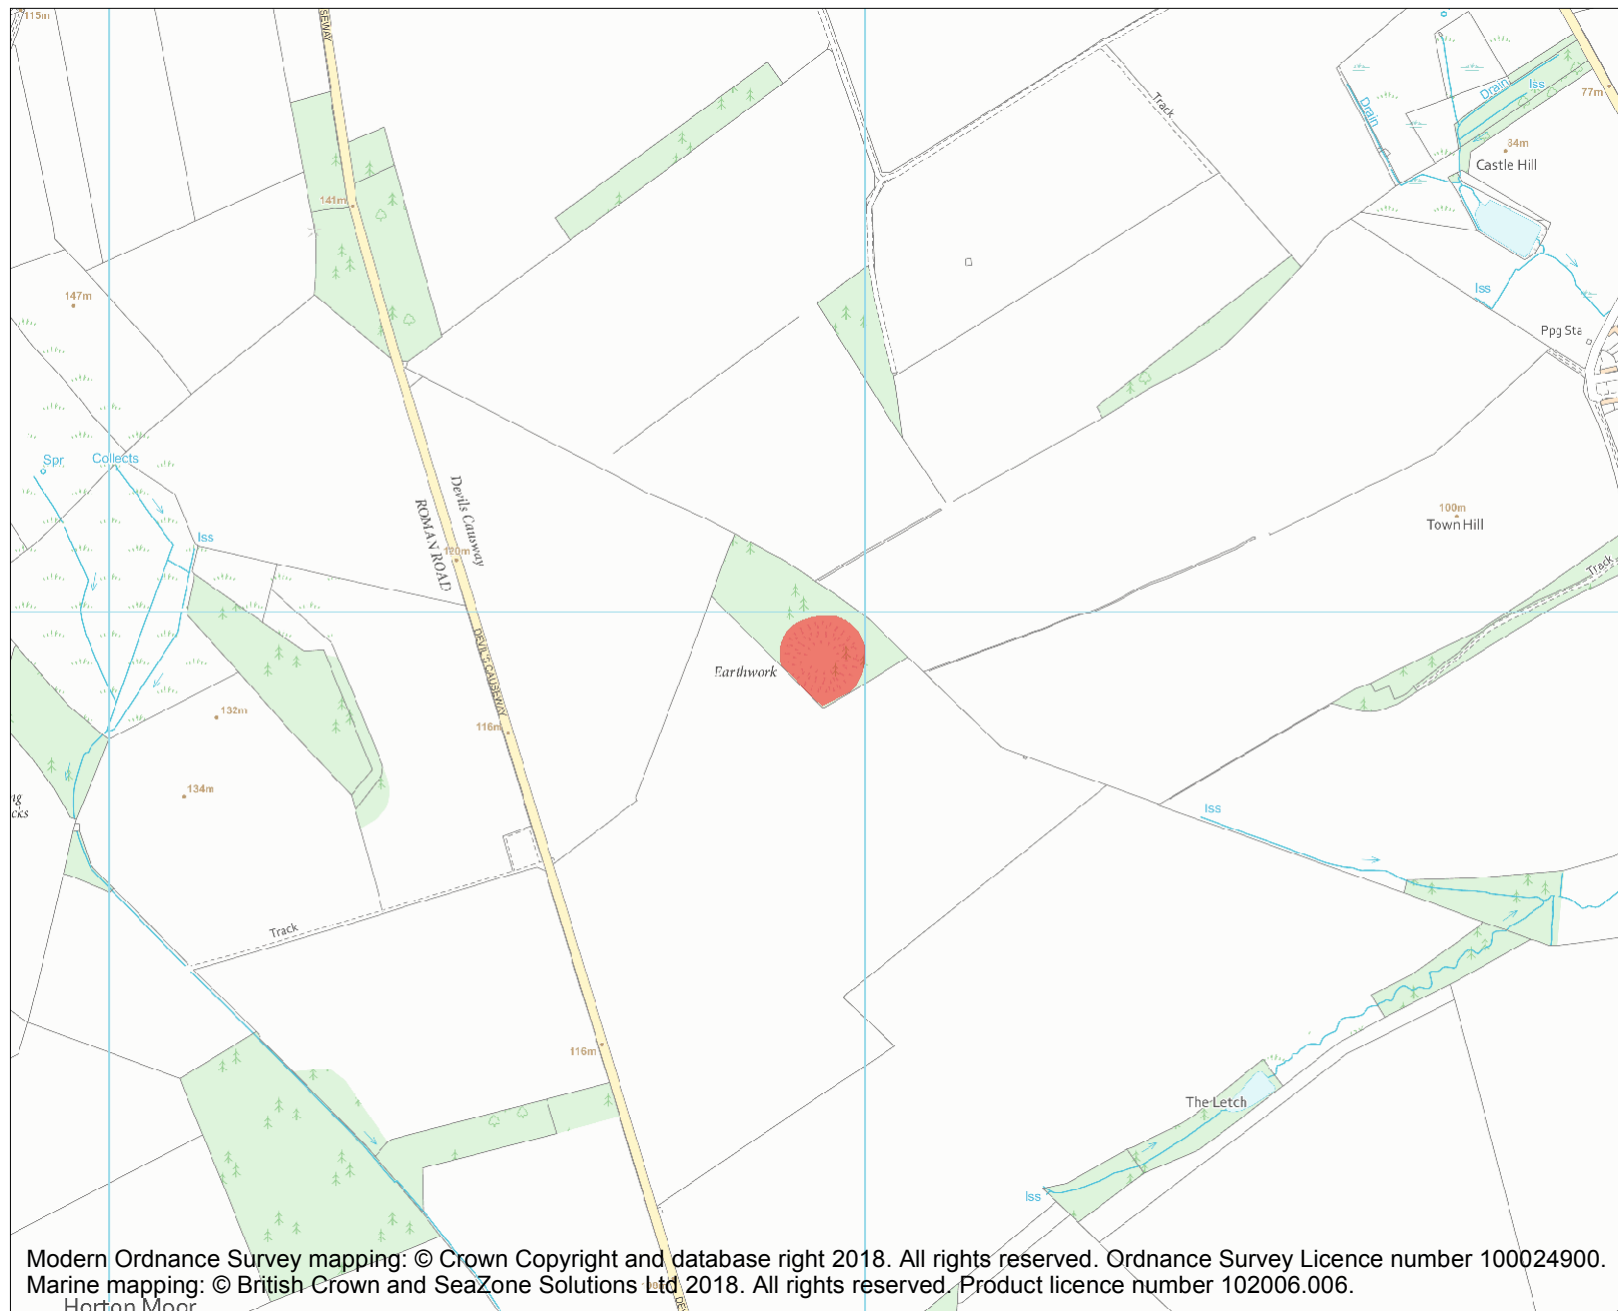 115m
SEWAY
Track
Drain
Drain
Iss
77m
84m
Castle Hill
141m
147m
Iss
Ppg Sta
Spr
Collects
Devils Causway
ROMAN ROAD
120m
Iss
100m
Town Hill
Track
DEVIL'S CAUSEWAY
Earthwork
132m
116m
134m
Iss
Track
116m
The Letch
Iss
Modern Ordnance Survey mapping: © Crown Copyright and database right 2018. All rights reserved. Ordnance Survey Licence number 100024900.
Marine mapping: © British Crown and SeaZone Solutions Ltd 2018. All rights reserved. Product licence number 102006.006.
Horton Moor